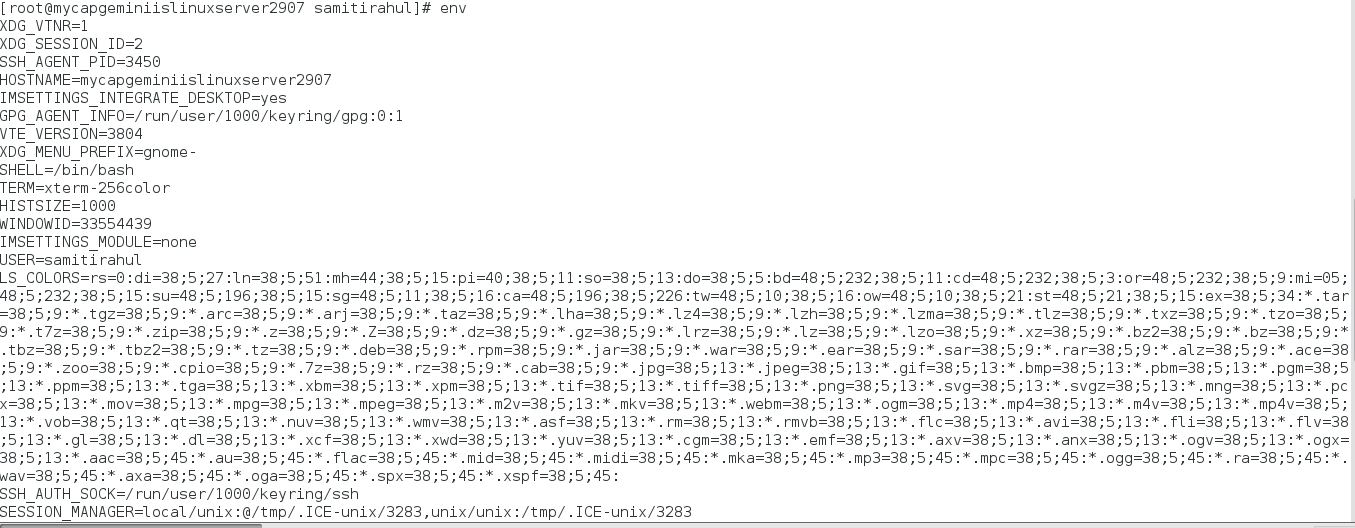 [root@mycapgeminiislinuxserver2907 samitirahul]# env
XDG_VTNR=1
XDG_SESSION_ID=2
SSH_AGENT_PID=3450
HOSTNAME=mycapgeminiislinuxserver2907
IMSETTINGS_INTEGRATE_DESKTOP=yes
GPG_AGENT_INFO=/run/user/1000/keyring/gpg:0:1
VTE_VERSION=3804
XDG_MENU_PREFIX=gnome-
SHELL=/bin/bash
TERM=xterm-256color
HISTSIZE=1000
WINDOWID=33554439
IMSETTINGS_MODULE=none
USER=samitirahul
LS_COLORS=rs=0:di=38;5;27:ln=38;5;51:mh=44;38;5;15:pi=40;38;5;11:so=38;5;13:do=38;5;5:bd=48;5;232;38;5;11:cd=48;5;232;38;5;3:or=48;5;232;38;5;9:mi=05;
48;5;232;38;5;15:su=48;5;196;38;5;15:sg=48;5;11;38;5;16:ca=48;5;196;38;5;226:tw=48;5;10;38;5;16:ow=48;5;10;38;5;21:st=48;5;21;38;5;15:ex=38;5;34:*.tar
=38;5;9:*.tgz=38;5;9:*.arc=38;5;9:*.arj=38;5;9:*.taz=38;5;9:*.lha=38;5;9:*.lz4=38;5;9:*.lzh=38;5;9:*.lzma=38;5;9:*.tlz=38;5;9:*.txz=38;5;9:*.tzo=38;5;
9:*.t7z=38;5;9:*.zip=38;5;9:*.z=38;5;9:*.Z=38;5;9:*.dz=38;5;9:*.gz=38;5;9:*.lrz=38;5;9:*.lz=38;5;9:*.lzo=38;5;9:*.xz=38;5;9:*.bz2=38;5;9:*.bz=38;5;9:*
.tbz=38;5;9:*.tbz2=38;5;9:*.tz=38;5;9:*.deb=38;5;9:*.rpm=38;5;9:*.jar=38;5;9:*.war=38;5;9:*.ear=38;5;9:*.sar=38;5;9:*.rar=38;5;9:*.alz=38;5;9:*.ace=38
;5;9:*.zoo=38;5;9:*.cpio=38;5;9:*.7z=38;5;9:*.rz=38;5;9:*.cab=38;5;9:*.jpg=38;5;13:*.jpeg=38;5;13:*.gif=38;5;13:*.bmp=38;5;13:*.pbm=38;5;13:*.pgm=38;5
;13:*.ppm=38;5;13:*.tga=38;5;13:*.xbm=38;5;13:*.xpm=38;5;13:*.tif=38;5;13:*.tiff=38;5;13:*.png=38;5;13:*.svg=38;5;13:*.svgz=38;5;13:*.mng=38;5;13:*.pc
x=38;5;13:*.mov=38;5;13:*.mpg=38;5;13:*.mpeg=38;5;13:*.m2v=38;5;13:*.mkv=38;5;13:*.webm=38;5;13:*.ogm=38;5;13:*.mp4=38;5;13:*.m4v=38;5;13:*.mp4v=38;5;
13:*.vob=38;5;13:*.qt=38;5;13:*.nuv=38;5;13:*.wmv=38;5;13:*.asf=38;5;13:*.rm=38;5;13:*.rmvb=38;5;13:*.flc=38;5;13:*.avi=38;5;13:*.fli=38;5;13:*.flv=38
;5;13:*.gl=38;5;13:*.dl=38;5;13:*.xcf=38;5;13:*.xwd=38;5;13:*.yuv=38;5;13:*.cgm=38;5;13:*.emf=38;5;13:*.axv=38;5;13:*.anx=38;5;13:*.ogv=38;5;13:*.ogx=
38;5;13:*.aac=38;5;45:*.au=38;5;45:*.flac=38;5;45:*.mid=38;5;45:*.midi=38;5;45:*.mka=38;5;45:*.mp3=38;5;45:*.mpc=38;5;45:*.ogg=38;5;45:*.ra=38;5;45:*.
wav=38;5;45:*.axa=38;5;45:*.oga=38;5;45:*.spx=38;5;45:*.xspf=38;5;45:
SSH_AUTH_SOCK=/run/user/1000/keyring/ssh
SESSION_MANAGER=local/unix:@/tmp/.ICE-unix/3283,unix/unix:/tmp/.ICE-unix/3283